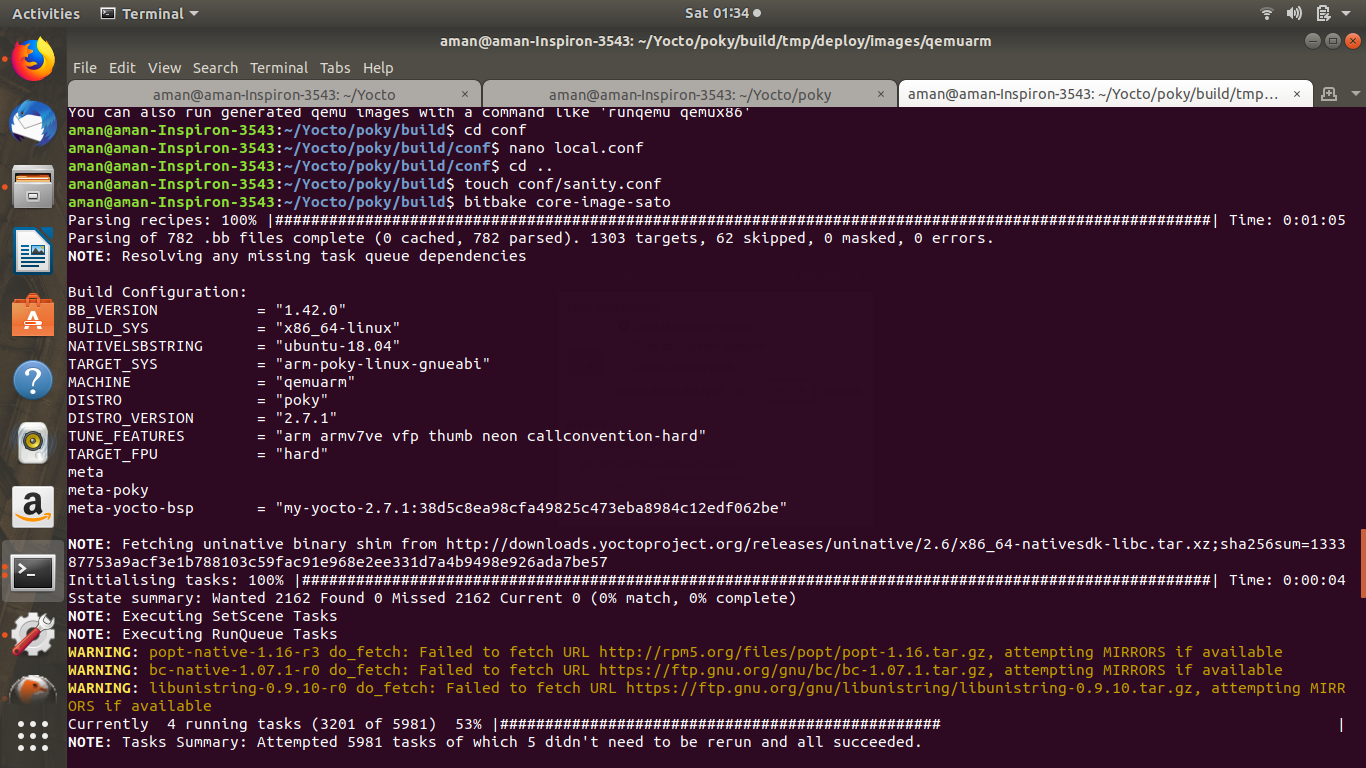 Activities
Terminal
Sat 01:34
aman@aman-Inspiron-3543: ~/Yocto/poky/build/tmp/deploy/images/qemuarm
File Edit View Search Terminal Tabs Help
aman@aman-Inspiron-3543: ~/Yocto
aman@aman-Inspiron-3543: ~/Yocto/poky
aman@aman-Inspiron-3543: ~/Yocto/poky/build/tmp...
You can also run generated qemu images with a command like 'runqemu qemux86'
aman@aman-Inspiron-3543:~/Yocto/poky/build$ cd conf
aman@aman-Inspiron-3543:~/Yocto/poky/build/conf$ nano local.conf
aman@aman-Inspiron-3543:~/Yocto/poky/build/conf$ cd ..
aman@aman-Inspiron-3543:~/Yocto/poky/build$ touch conf/sanity.conf
aman@aman-Inspiron-3543:~/Yocto/poky/build$ bitbake core-image-sato
Parsing recipes: 100% |########################################################################################################| Time: 0:01:05
Parsing of 782 .bb files complete (0 cached, 782 parsed). 1303 targets, 62 skipped, 0 masked, 0 errors.
NOTE: Resolving any missing task queue dependencies
Build Configuration:
BB_VERSION = "1.42.0"
BUILD_SYS = "x86_64-linux"
NATIVELSBSTRING = "ubuntu-18.04"
TARGET_SYS = "arm-poky-linux-gnueabi"
MACHINE = "qemuarm"
DISTRO = "poky"
DISTRO_VERSION = "2.7.1"
TUNE_FEATURES = "arm armv7ve vfp thumb neon callconvention-hard"
TARGET_FPU = "hard"
meta
meta-poky
meta-yocto-bsp = "my-yocto-2.7.1:38d5c8ea98cfa49825c473eba8984c12edf062be"
NOTE: Fetching uninative binary shim from http://downloads.yoctoproject.org/releases/uninative/2.6/x86_64-nativesdk-libc.tar.xz;sha256sum=1333
87753a9acf3e1b788103c59fac91e968e2ee331d7a4b9498e926ada7be57
Initialising tasks: 100% |#####################################################################################################| Time: 0:00:04
Sstate summary: Wanted 2162 Found 0 Missed 2162 Current 0 (0% match, 0% complete)
NOTE: Executing SetScene Tasks
NOTE: Executing RunQueue Tasks
WARNING: popt-native-1.16-r3 do_fetch: Failed to fetch URL http://rpm5.org/files/popt/popt-1.16.tar.gz, attempting MIRRORS if available
WARNING: bc-native-1.07.1-r0 do_fetch: Failed to fetch URL https://ftp.gnu.org/gnu/bc/bc-1.07.1.tar.gz, attempting MIRRORS if available
WARNING: libunistring-0.9.10-r0 do_fetch: Failed to fetch URL https://ftp.gnu.org/gnu/libunistring/libunistring-0.9.10.tar.gz, attempting MIRR
ORS if available
Currently  4 running tasks (3201 of 5981)  53% |#################################################                                            |
NOTE: Tasks Summary: Attempted 5981 tasks of which 5 didn't need to be rerun and all succeeded.